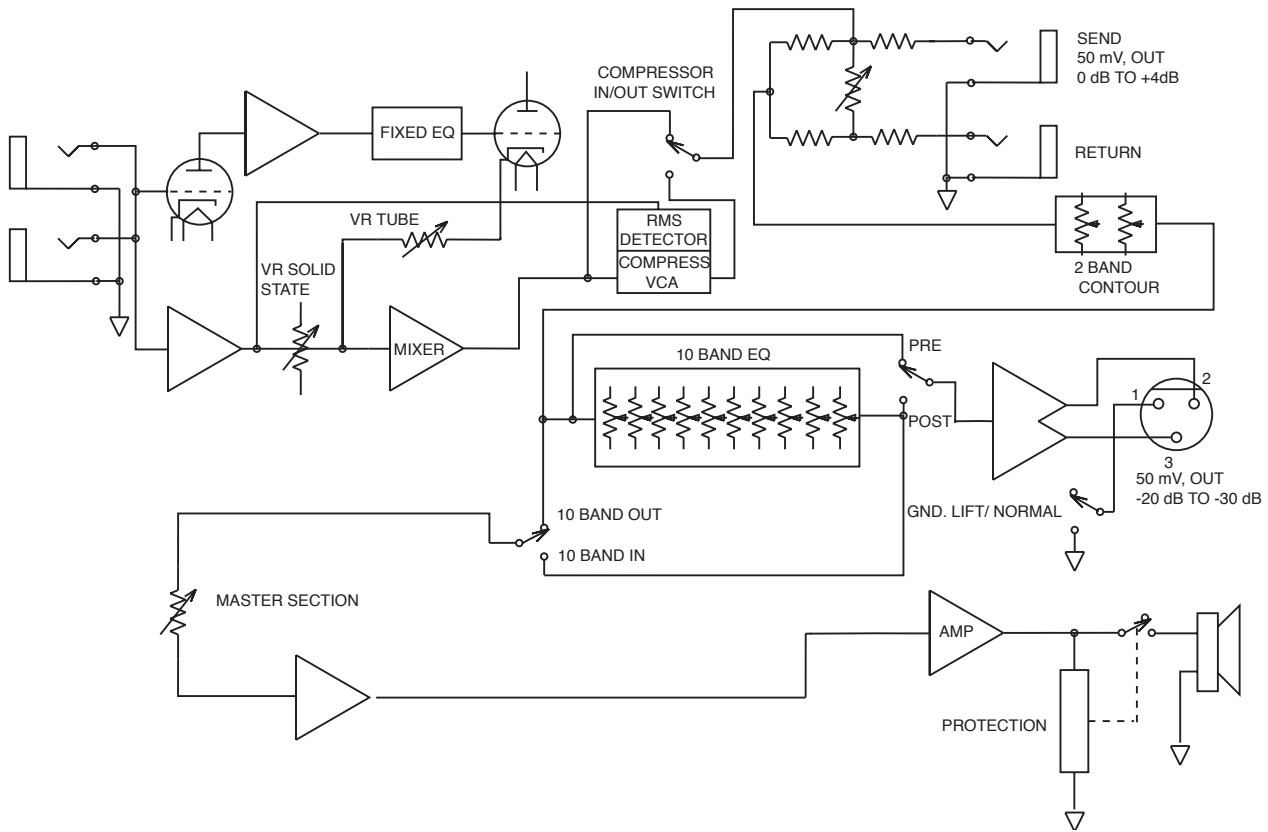 SEND
50 mV, OUT
0 dB TO +4dB
COMPRESSOR
IN/OUT SWITCH
FIXED EQ
RETURN
VR TUBE
RMS
DETECTOR
COMPRESS
VCA
VR SOLID
STATE
2 BAND
CONTOUR
MIXER
10 BAND EQ
PRE
POST
1
2
3
50 mV, OUT
-20 dB TO -30 dB
GND. LIFT/ NORMAL
10 BAND OUT
10 BAND IN
MASTER SECTION
AMP
PROTECTION